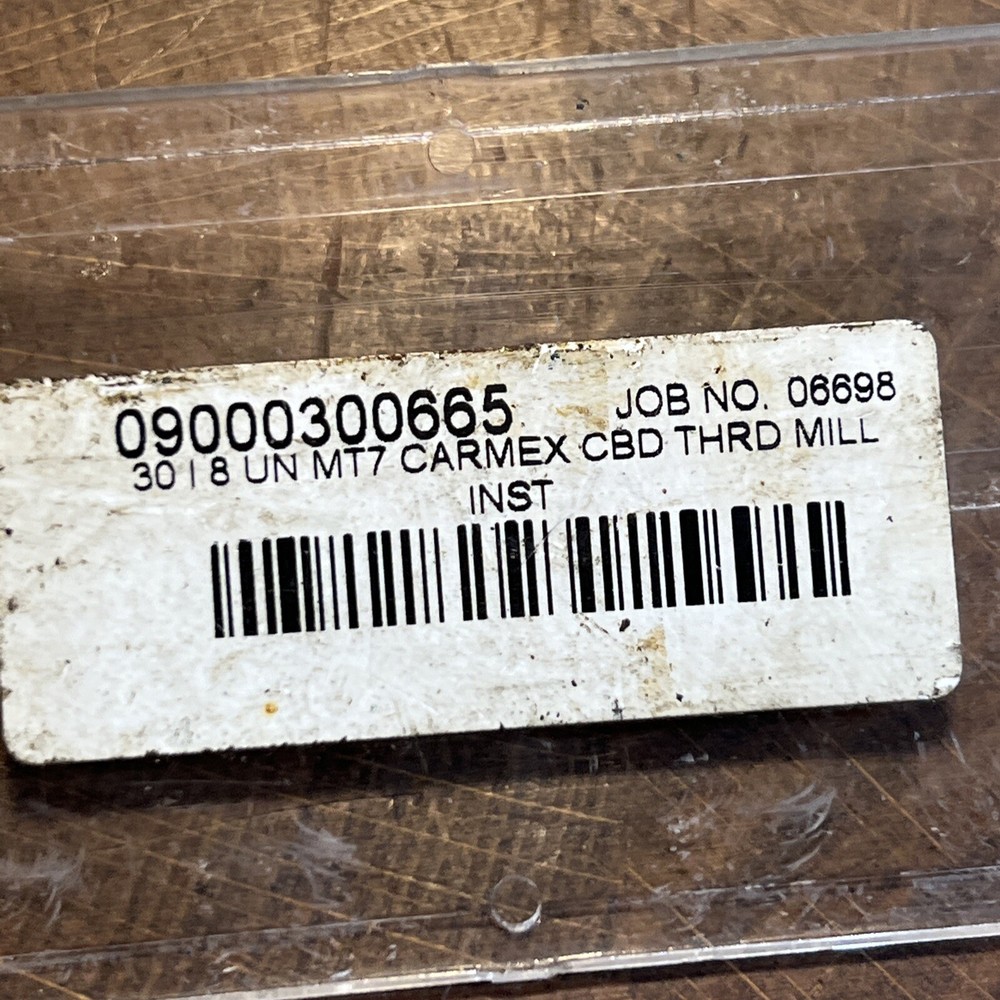 09000300665 JOB NO. 06698
30 I 8 UN MT7 CARMEX CBD THRD MILL
INST